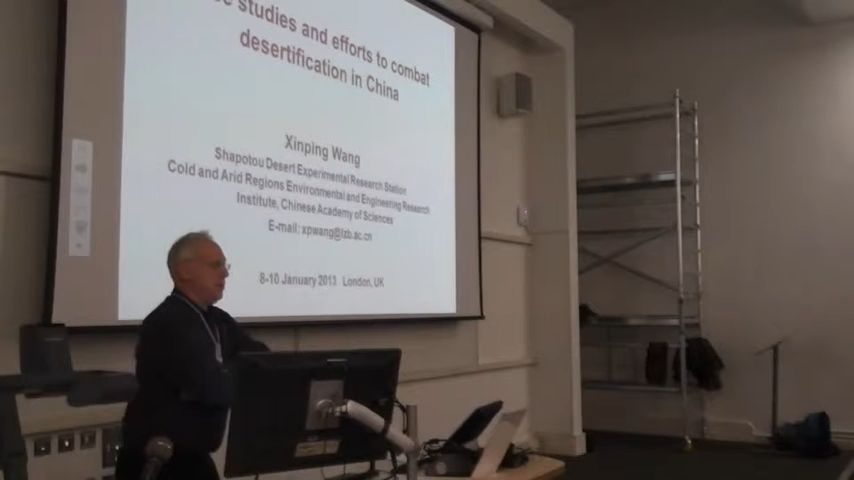 studies and efforts to combat
desertification in China
Xinping Wang
Shapotou Desert Experimental Research Station
Cold and Arid Regions Environmental and Engineering Research
Institute, Chinese Academy of Sciences
E-mail: xpwang@lzb.ac.cn
8-10 January 2013 London, UK